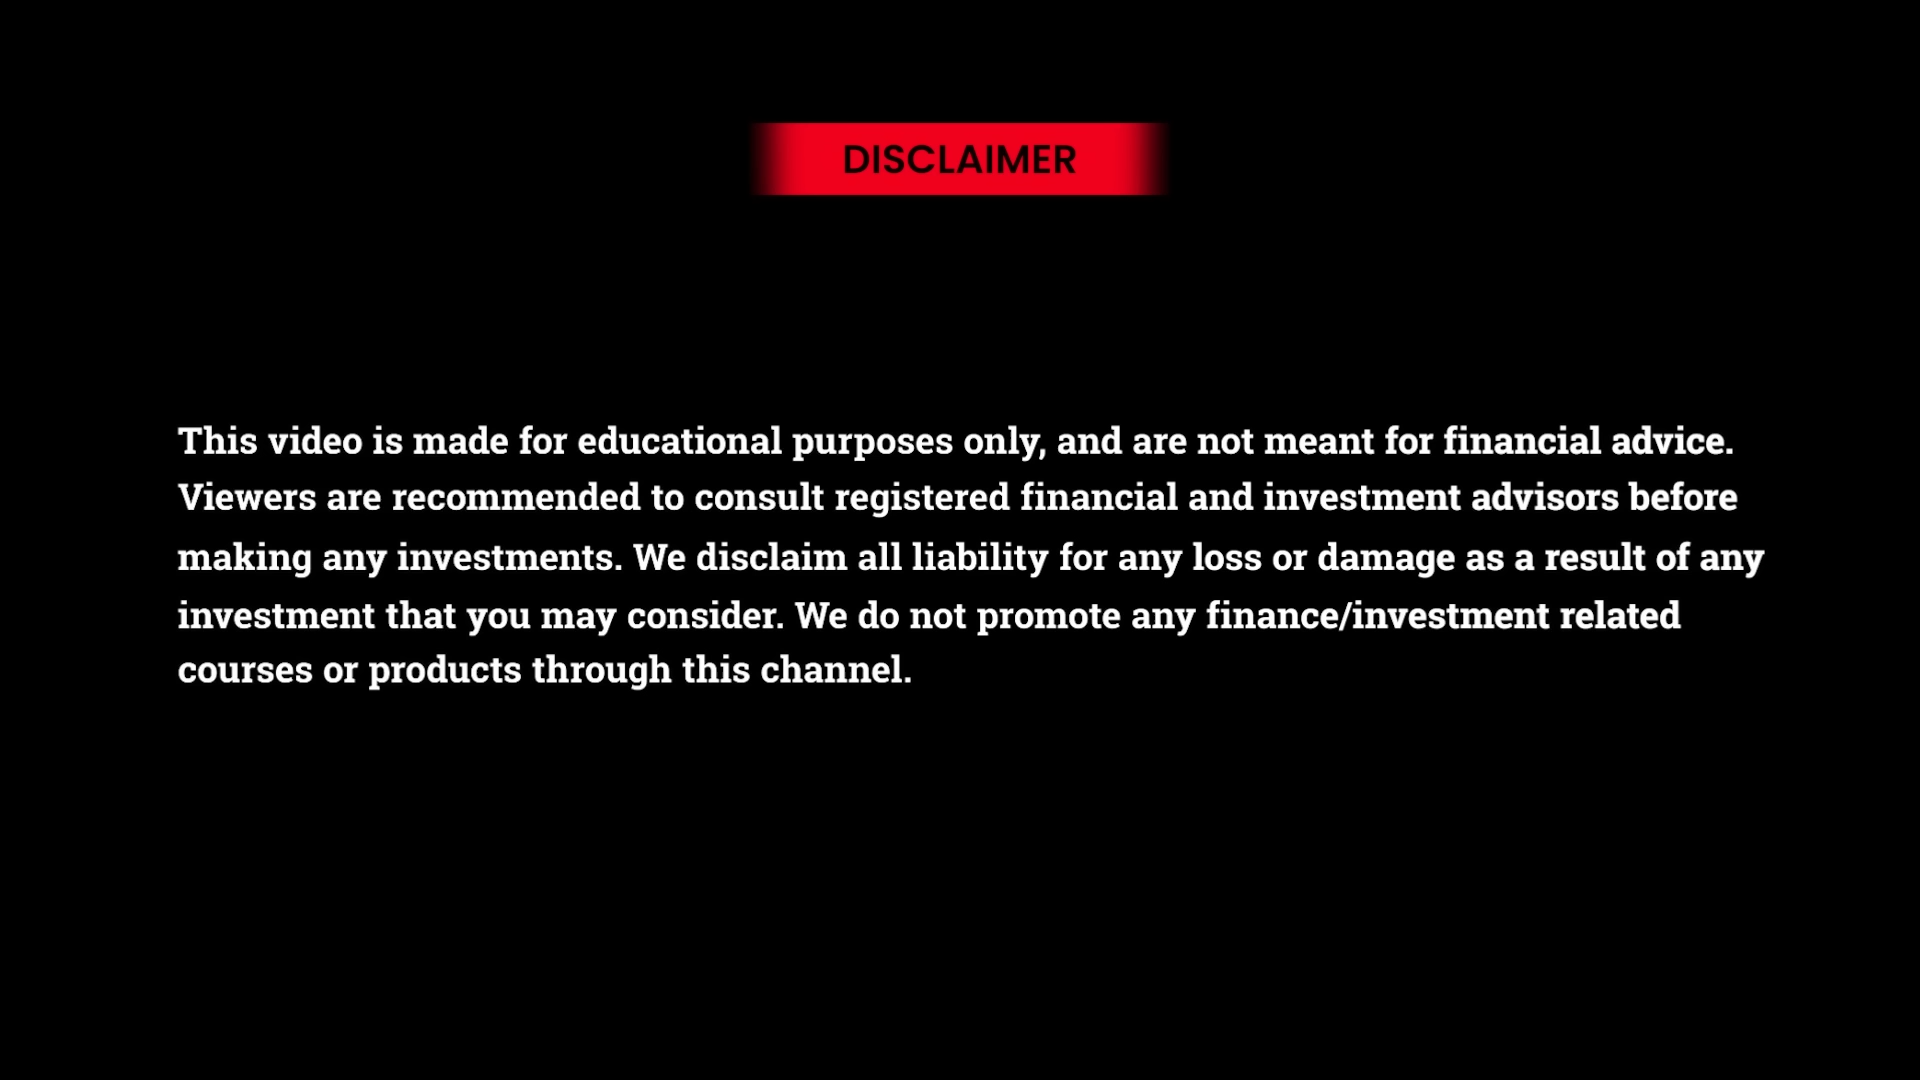 DISCLAIMER
This video is made for educational purposes only, and are not meant for financial advice.
Viewers are recommended to consult registered financial and investment advisors before
making any investments. We disclaim all liability for any loss or damage as a result of any
investment that you may consider. We do not promote any finance/investment related
courses or products through this channel.